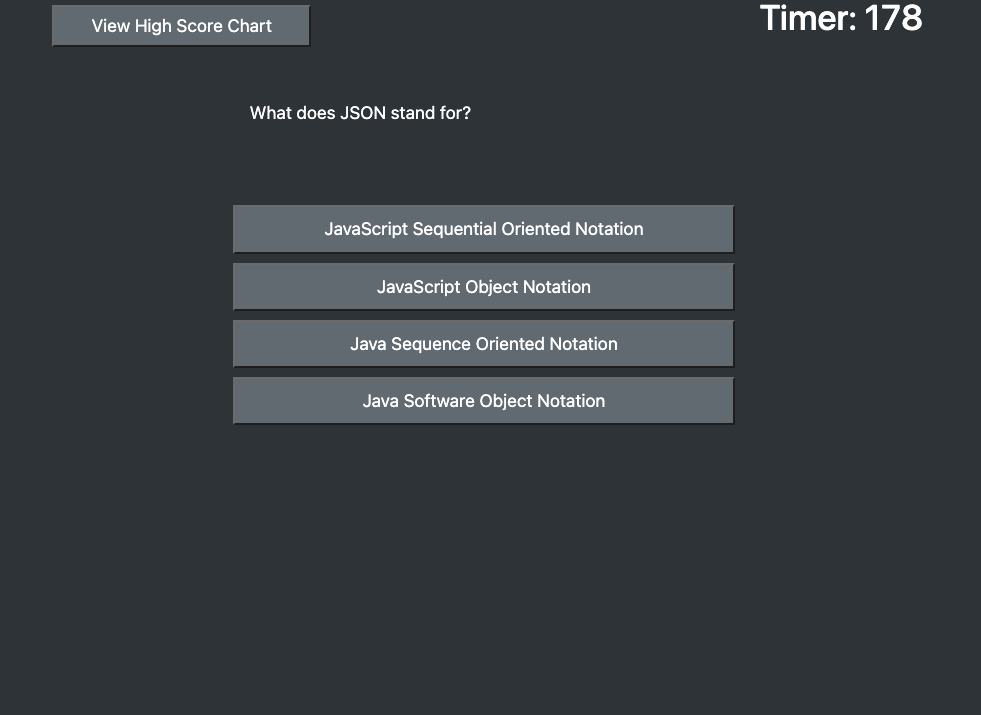 View High Score Chart
Timer: 178
What does JSON stand for?
JavaScript Sequential Oriented Notation
JavaScript Object Notation
Java Sequence Oriented Notation
Java Software Object Notation